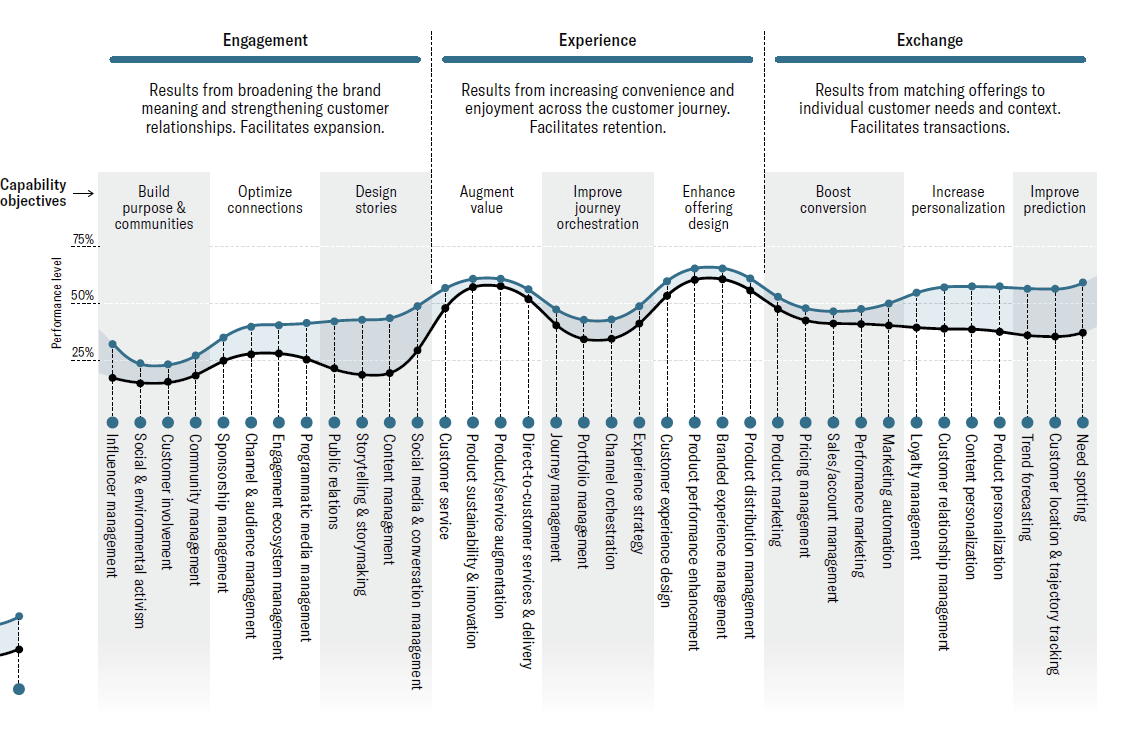 Engagement
Experience
Exchange
Results from broadening the brand
meaning and strengthening customer
relationships. Facilitates expansion.
Results from increasing convenience and
enjoyment across the customer journey.
Facilitates retention.
Results from matching offerings to
individual customer needs and context.
Facilitates transactions.
Capability
objectives
Build
purpose &
communities
Optimize
connections
Design
stories
Augment
value
Improve
journey
orchestration
Enhance
offering
design
Boost
conversion
Increase
personalization
Improve
prediction
Performance level
75%
50%
25%
Influencer management
Social & environmental activism
Customer involvement
Community management
Sponsorship management
Channel & audience management
Engagement ecosystem management
Programmatic media management
Public relations
Storytelling & storymaking
Content management
Social media & conversation management
Customer service
Product sustainability & innovation
Product/service augmentation
Direct-to-customer services & delivery
Journey management
Portfolio management
Channel orchestration
Experience strategy
Customer experience design
Product performance enhancement
Branded experience management
Product distribution management
Product marketing
Pricing management
Sales/account management
Performance marketing
Marketing automation
Loyalty management
Customer relationship management
Content personalization
Product personalization
Trend forecasting
Customer location & trajectory tracking
Need spotting